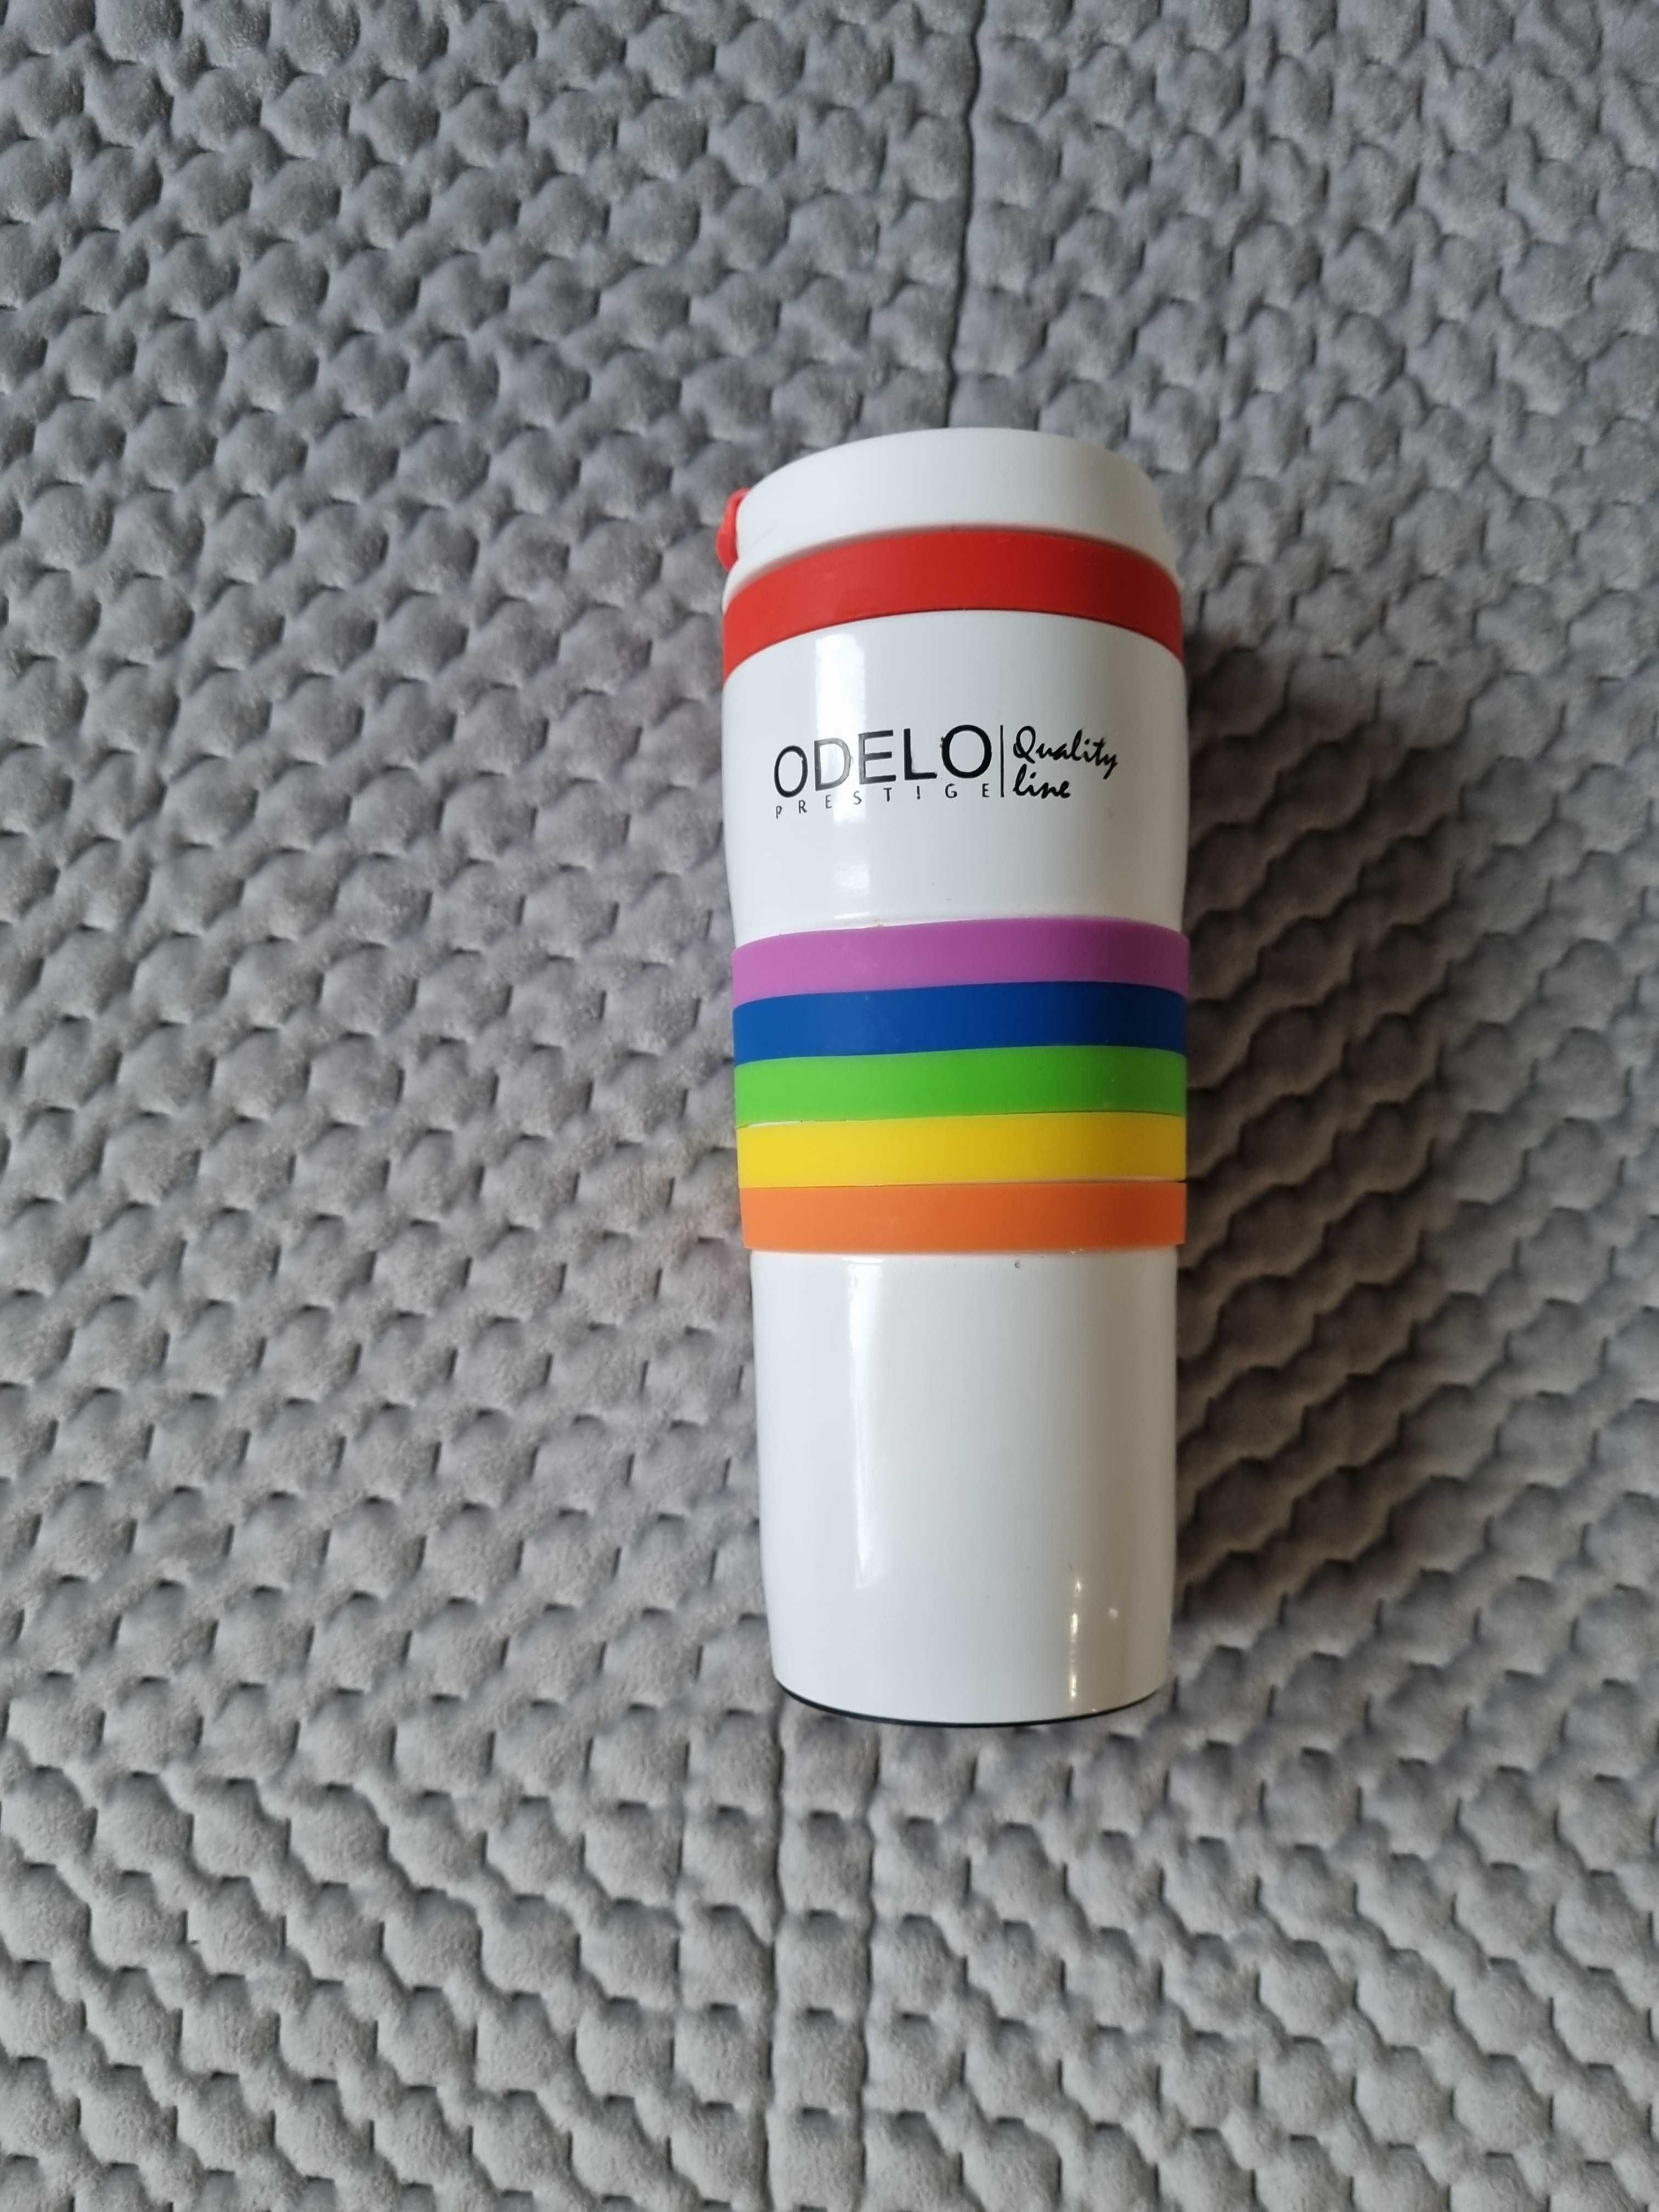 ODELO Quality
PRESTIGE line